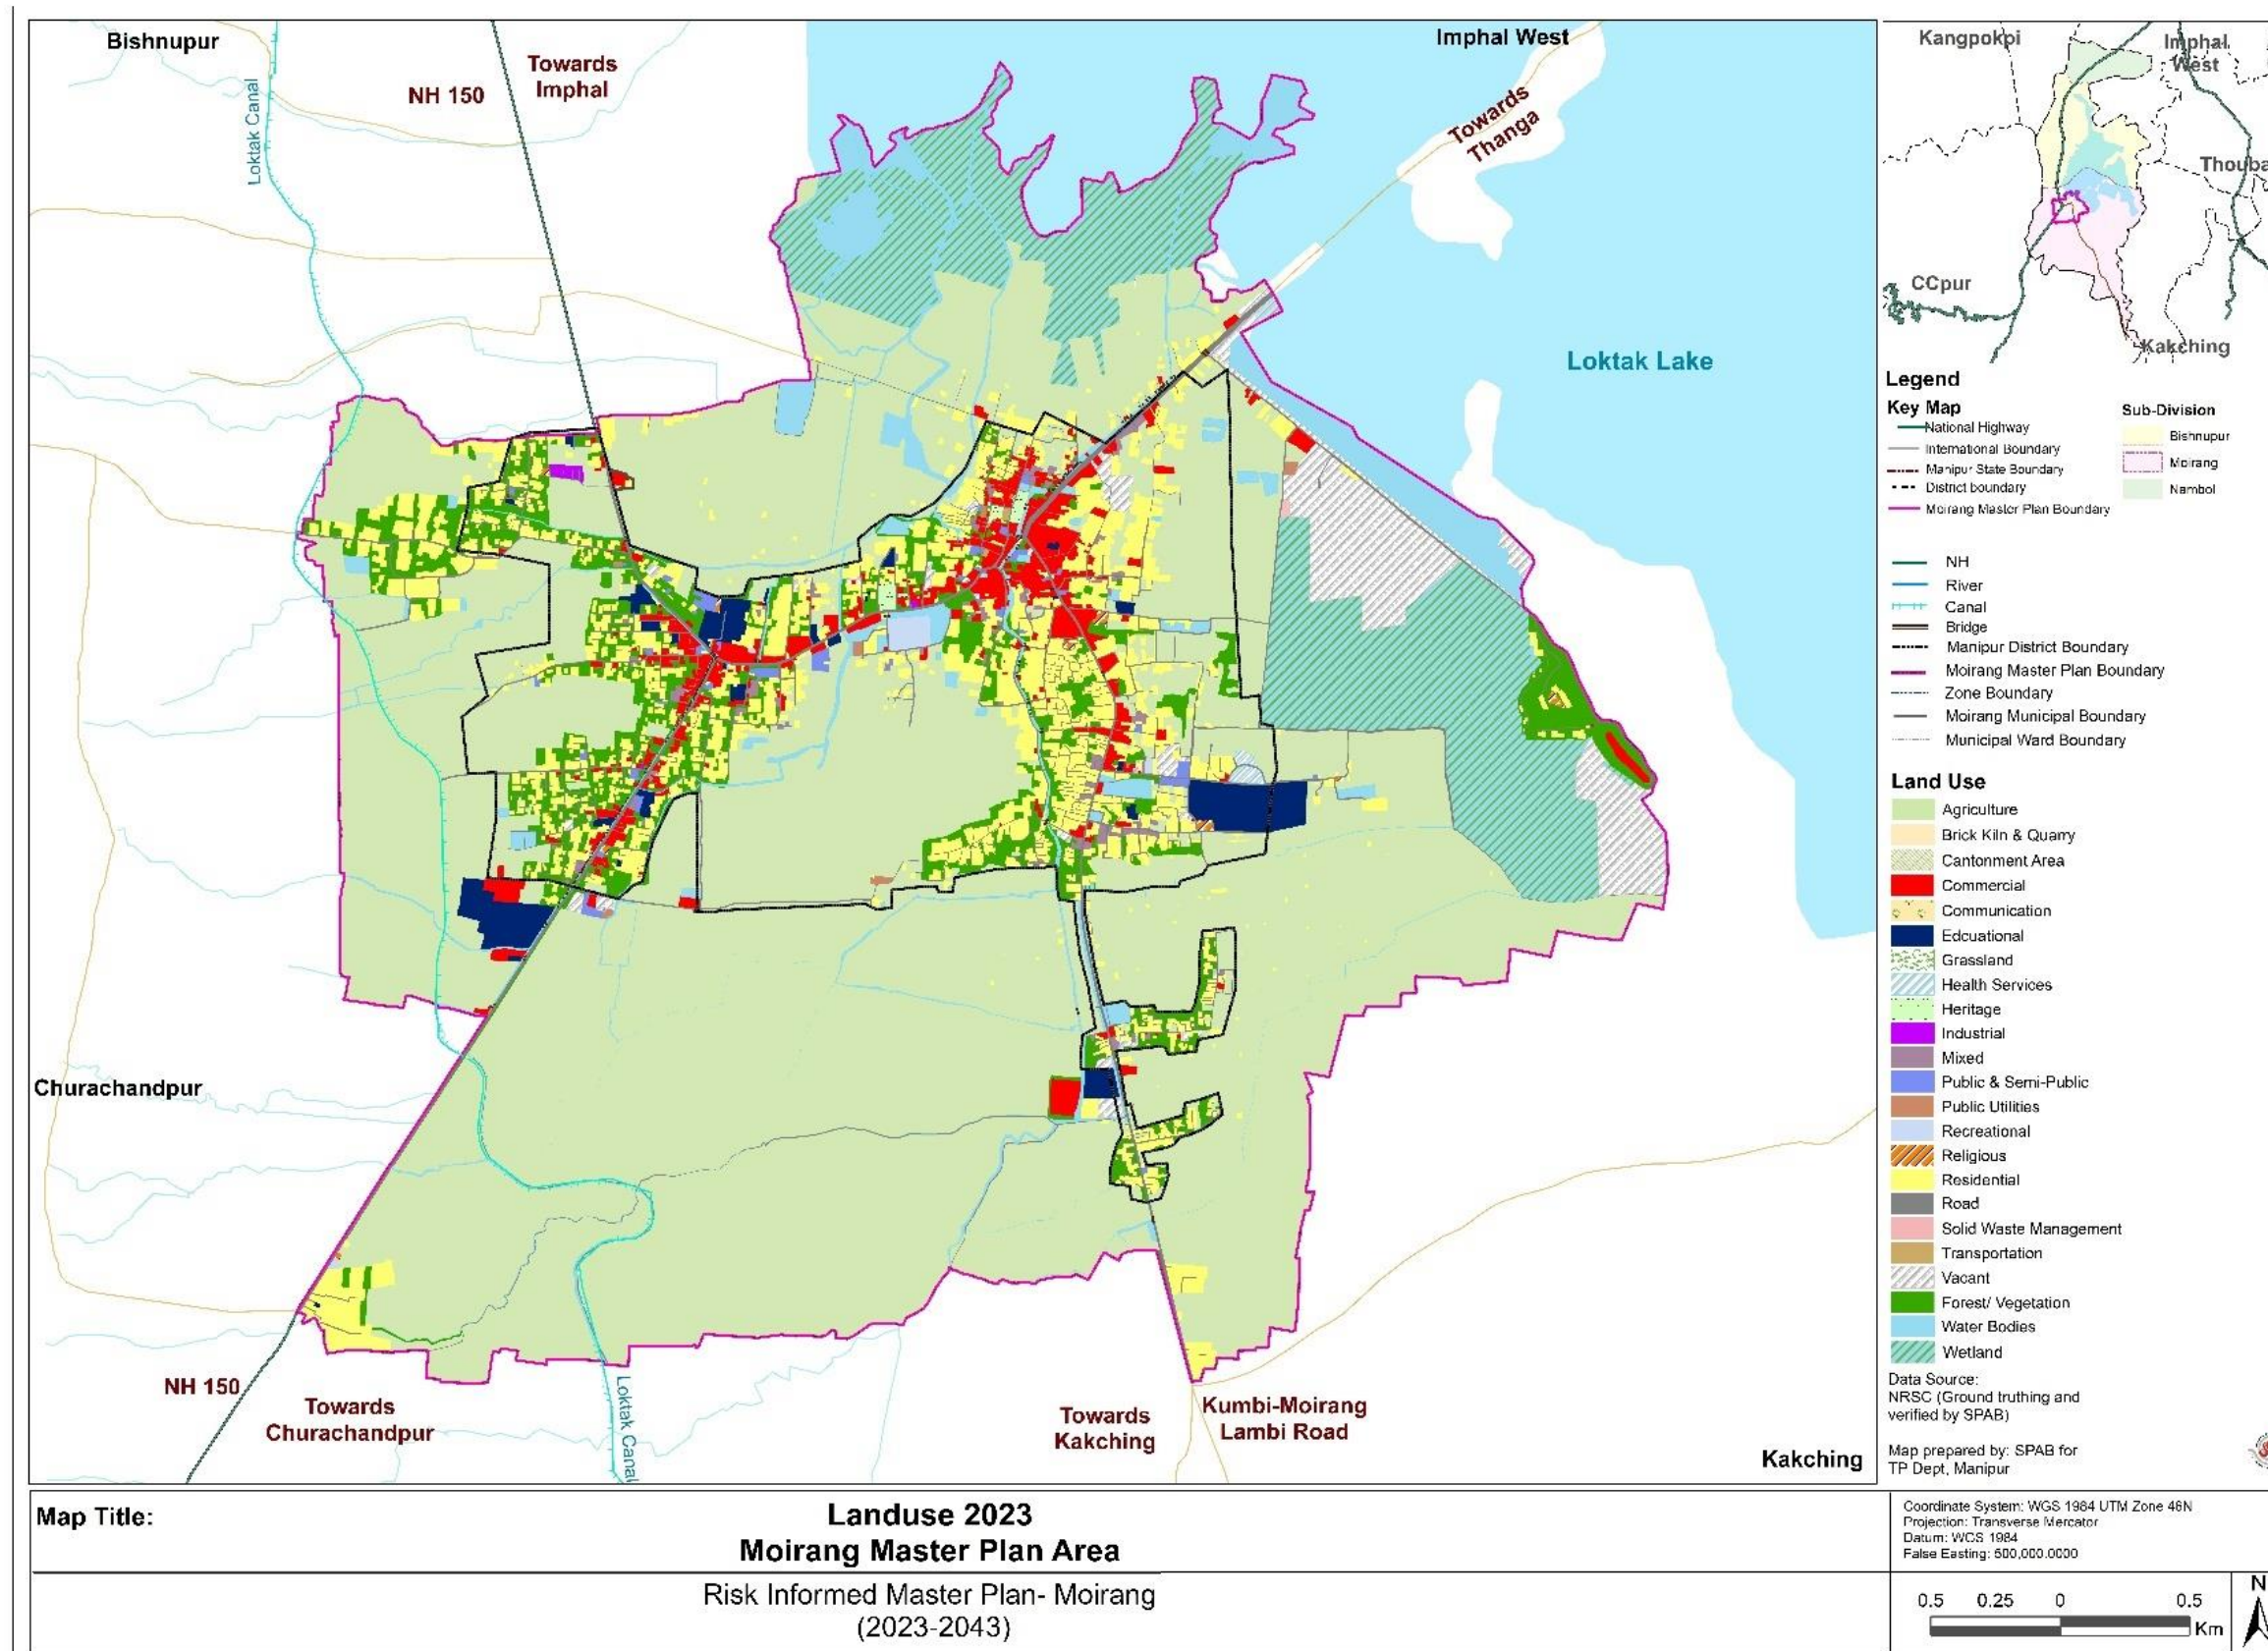 Bishnupur
NH 150
Towards
Imphal
Loktak Canal
Imphal West
Towards
Thanga
Loktak Lake
Churachandpur
NH 150
Towards
Churachandpur
Loktak Canal
Towards
Kakching
Kumbi-Moirang
Lambi Road
Kakching
Kangpokpi
Imphal
West
Thouba
CCpur
Kakching
Legend
Key Map
National Highway
International Boundary
Manipur State Boundary
District boundary
Moirang Master Plan Boundary
Sub-Division
Bishnupur
Moirang
Nambol
NH
River
Canal
Bridge
Manipur District Boundary
Moirang Master Plan Boundary
Zone Boundary
Moirang Municipal Boundary
Municipal Ward Boundary
Land Use
Agriculture
Brick Kiln & Quarry
Cantonment Area
Commercial
Communication
Edcuational
Grassland
Health Services
Heritage
Industrial
Mixed
Public & Semi-Public
Public Utilities
Recreational
Religious
Residential
Road
Solid Waste Management
Transportation
Vacant
Forest/ Vegetation
Water Bodies
Wetland
Data Source:
NRSC (Ground truthing and
verified by SPAB)
Map prepared by: SPAB for
TP Dept, Manipur
Map Title:
Landuse 2023
Moirang Master Plan Area
Risk Informed Master Plan- Moirang
(2023-2043)
Coordinate System: WGS 1984 UTM Zone 46N
Projection: Transverse Mercator
Datum: WGS 1984
False Easting: 500,000.0000
0.5 0.25 0 0.5
Km
N